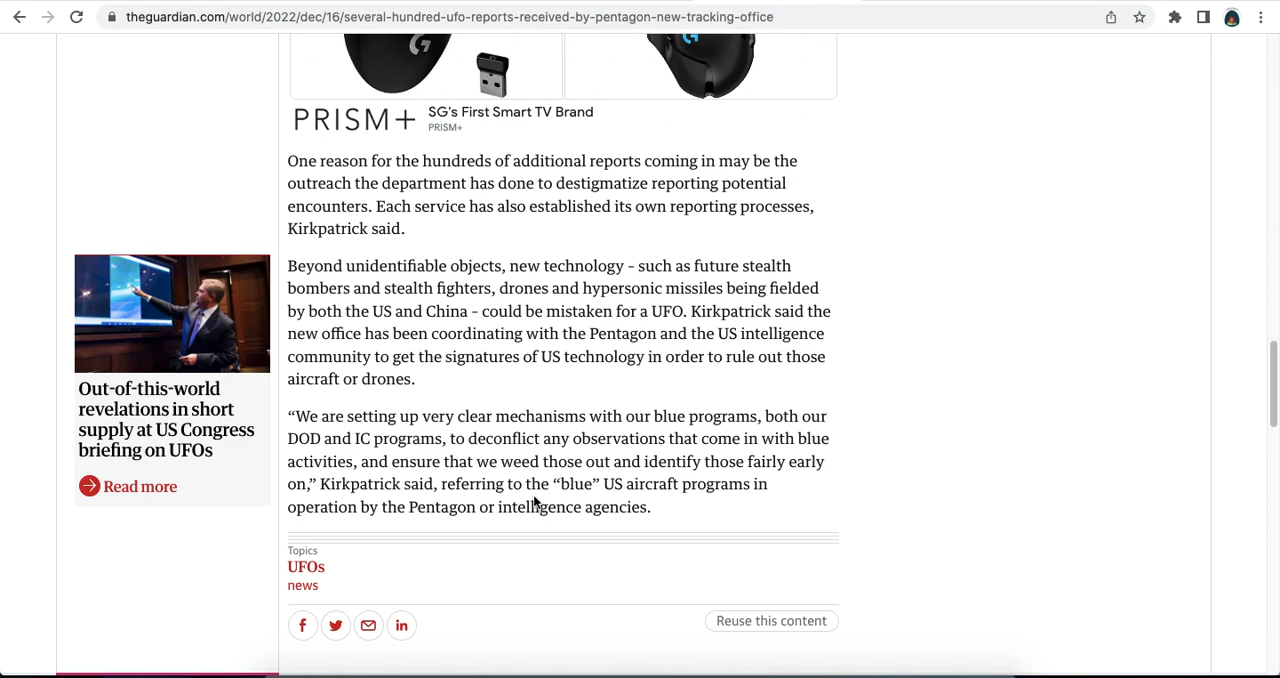 theguardian.com/world/2022/dec/16/several-hundred-ufo-reports-received-by-pentagon-new-tracking-office
PRISM+
SG's First Smart TV Brand
PRISM+
One reason for the hundreds of additional reports coming in may be the
outreach the department has done to destigmatize reporting potential
encounters. Each service has also established its own reporting processes,
Kirkpatrick said.
Beyond unidentifiable objects, new technology – such as future stealth
bombers and stealth fighters, drones and hypersonic missiles being fielded
by both the US and China – could be mistaken for a UFO. Kirkpatrick said the
new office has been coordinating with the Pentagon and the US intelligence
community to get the signatures of US technology in order to rule out those
aircraft or drones.
“We are setting up very clear mechanisms with our blue programs, both our
DOD and IC programs, to deconflict any observations that come in with blue
activities, and ensure that we weed those out and identify those fairly early
on,” Kirkpatrick said, referring to the “blue” US aircraft programs in
operation by the Pentagon or intelligence agencies.
Out-of-this-world
revelations in short
supply at US Congress
briefing on UFOs
Read more
Topics
UFOs
news
Reuse this content